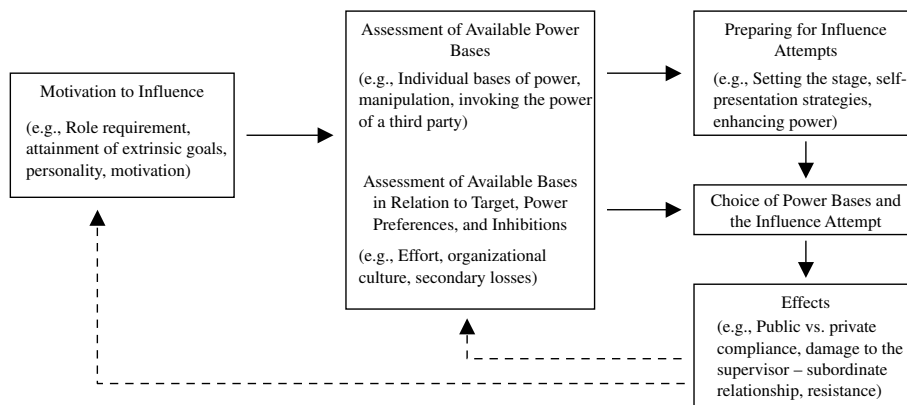 Motivation to Influence
(e.g., Role requirement,
attainment of extrinsic goals,
personality, motivation)
Assessment of Available Power
Bases
(e.g., Individual bases of power,
manipulation, invoking the power
of a third party)
Assessment of Available Bases
in Relation to Target, Power
Preferences, and Inhibitions
(e.g., Effort, organizational
culture, secondary losses)
Preparing for Influence
Attempts
(e.g., Setting the stage, self-
presentation strategies,
enhancing power)
Choice of Power Bases and
the Influence Attempt
Effects
(e.g., Public vs. private
compliance, damage to the
supervisor – subordinate
relationship, resistance)